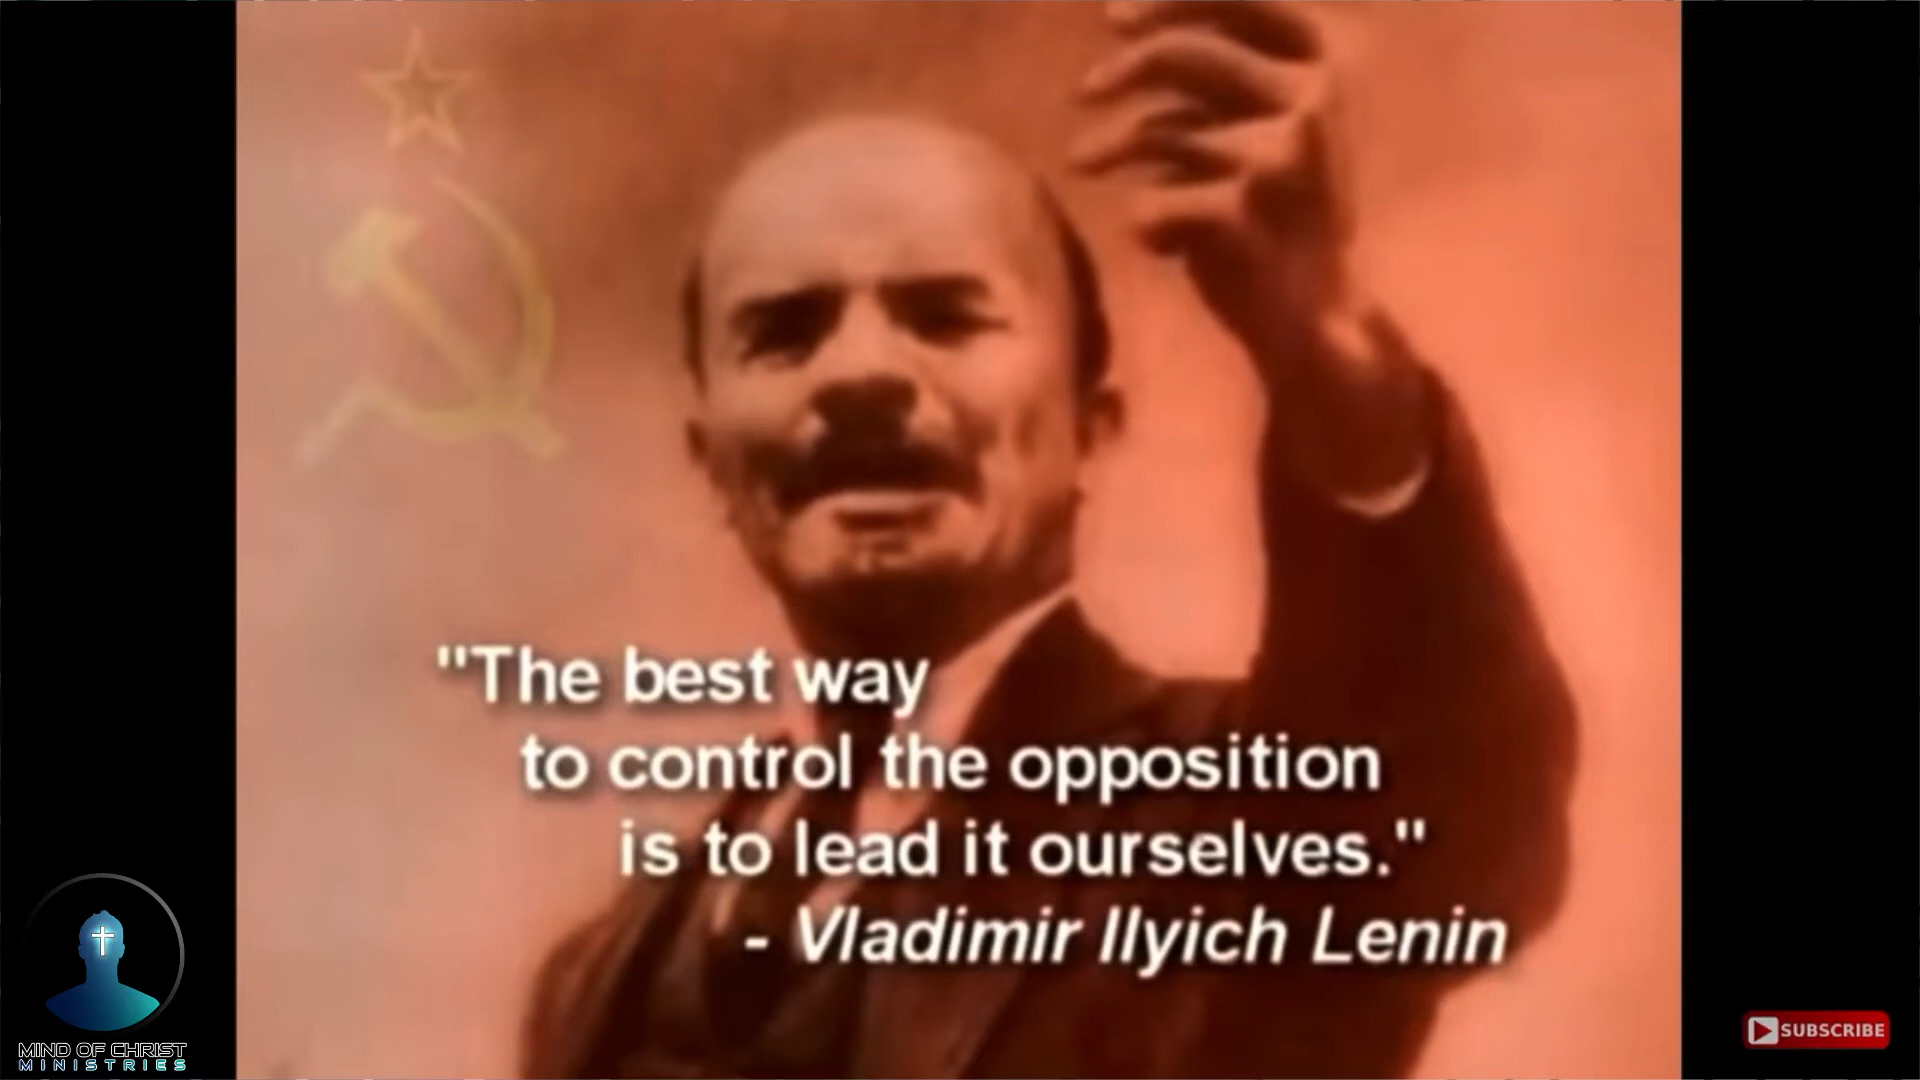 "The best way
to control the opposition
is to lead it ourselves."
- Vladimir Ilyich Lenin
MIND OF CHRIST
MINISTRIES
SUBSCRIBE